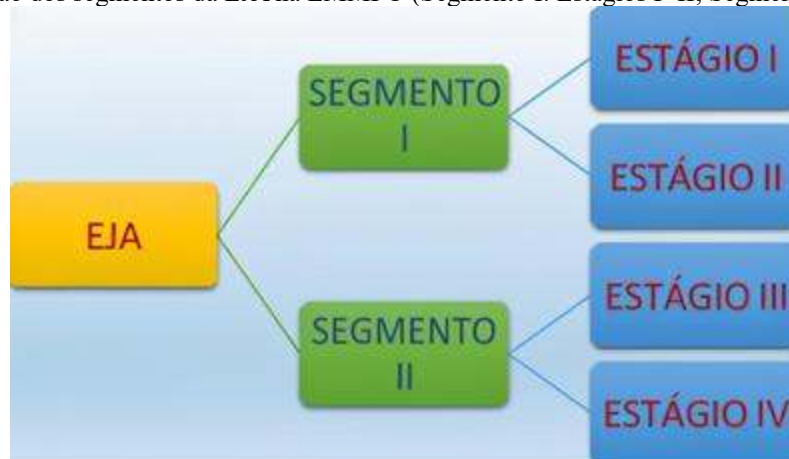 ESTÁGIO I
SEGMENTO
I
ESTÁGIO II
EJA
ESTÁGIO III
SEGMENTO
II
ESTÁGIO IV